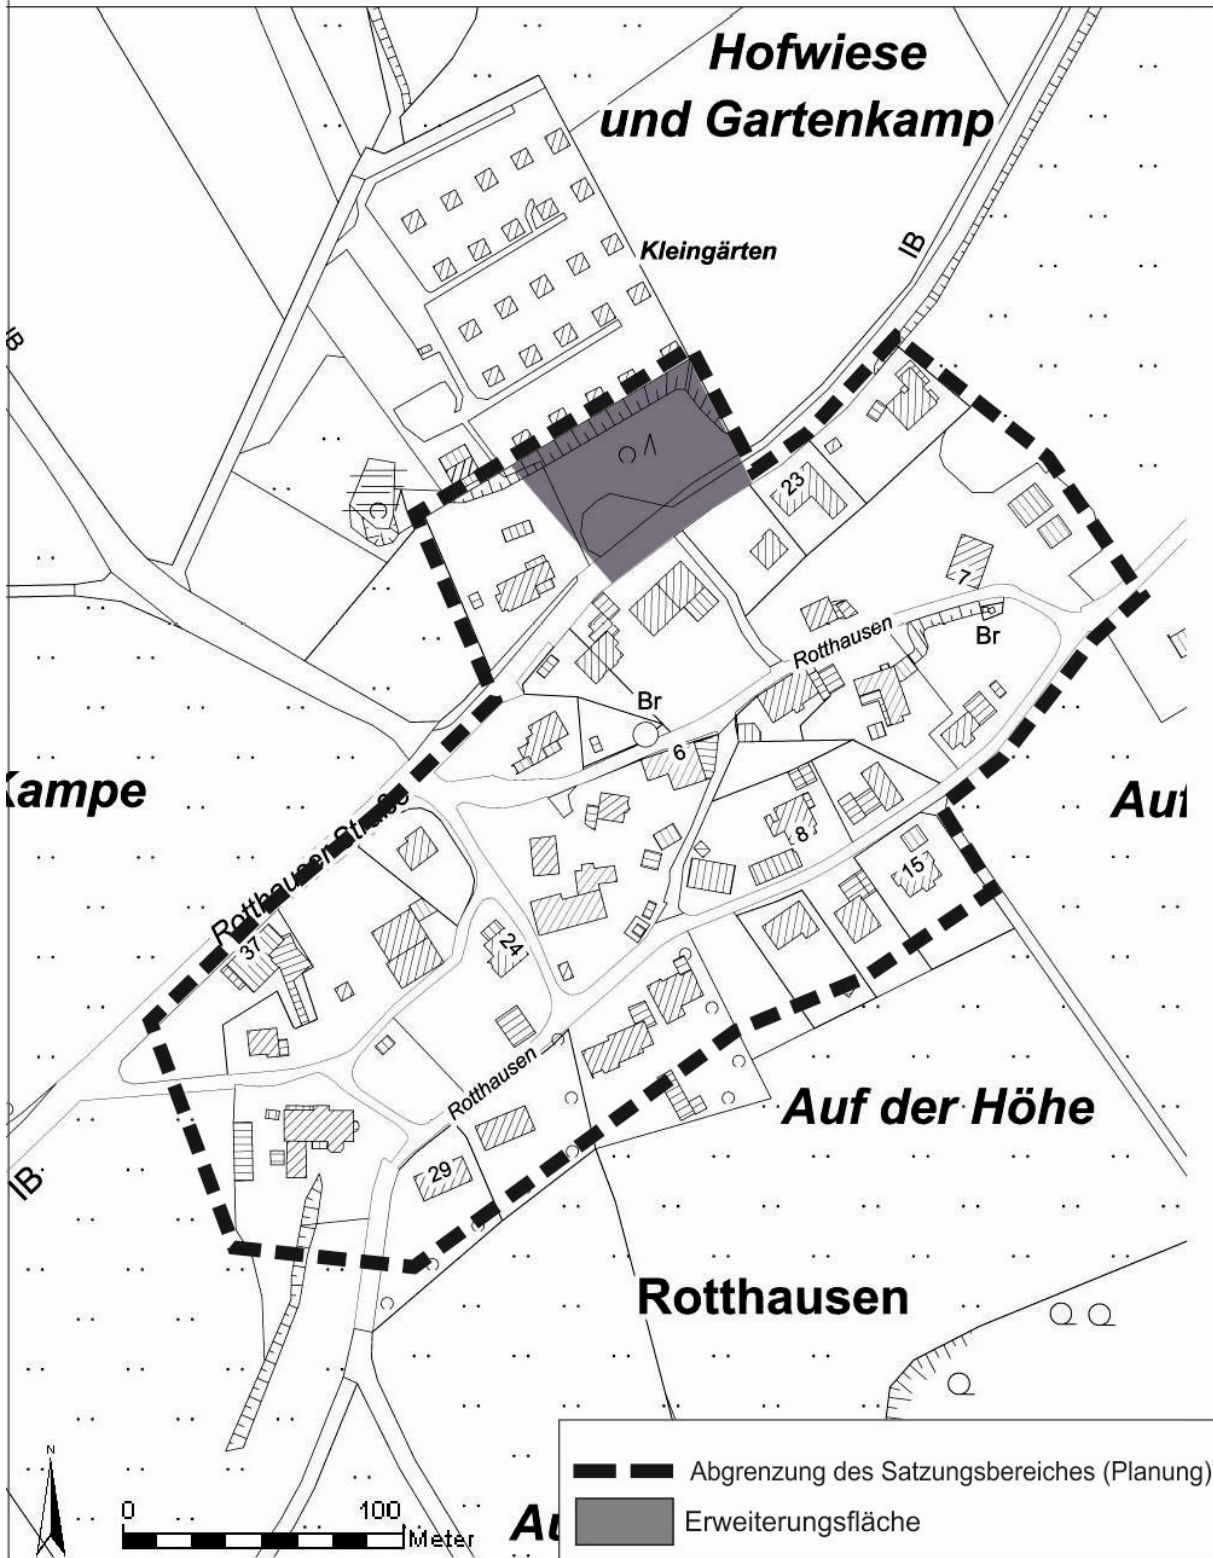 Hofwiese
und Gartenkamp
IB
Kleingärten
IB
23
7
Rotthausen
Br
Br
6
Kampe
Auf
Rotthauser Straße
8
15
37
24
Rotthausen
Auf der Höhe
29
IB
Rotthausen
N
0
100
Meter
Au
Abgrenzung des Satzungsbereiches (Planung)
Erweiterungsfläche